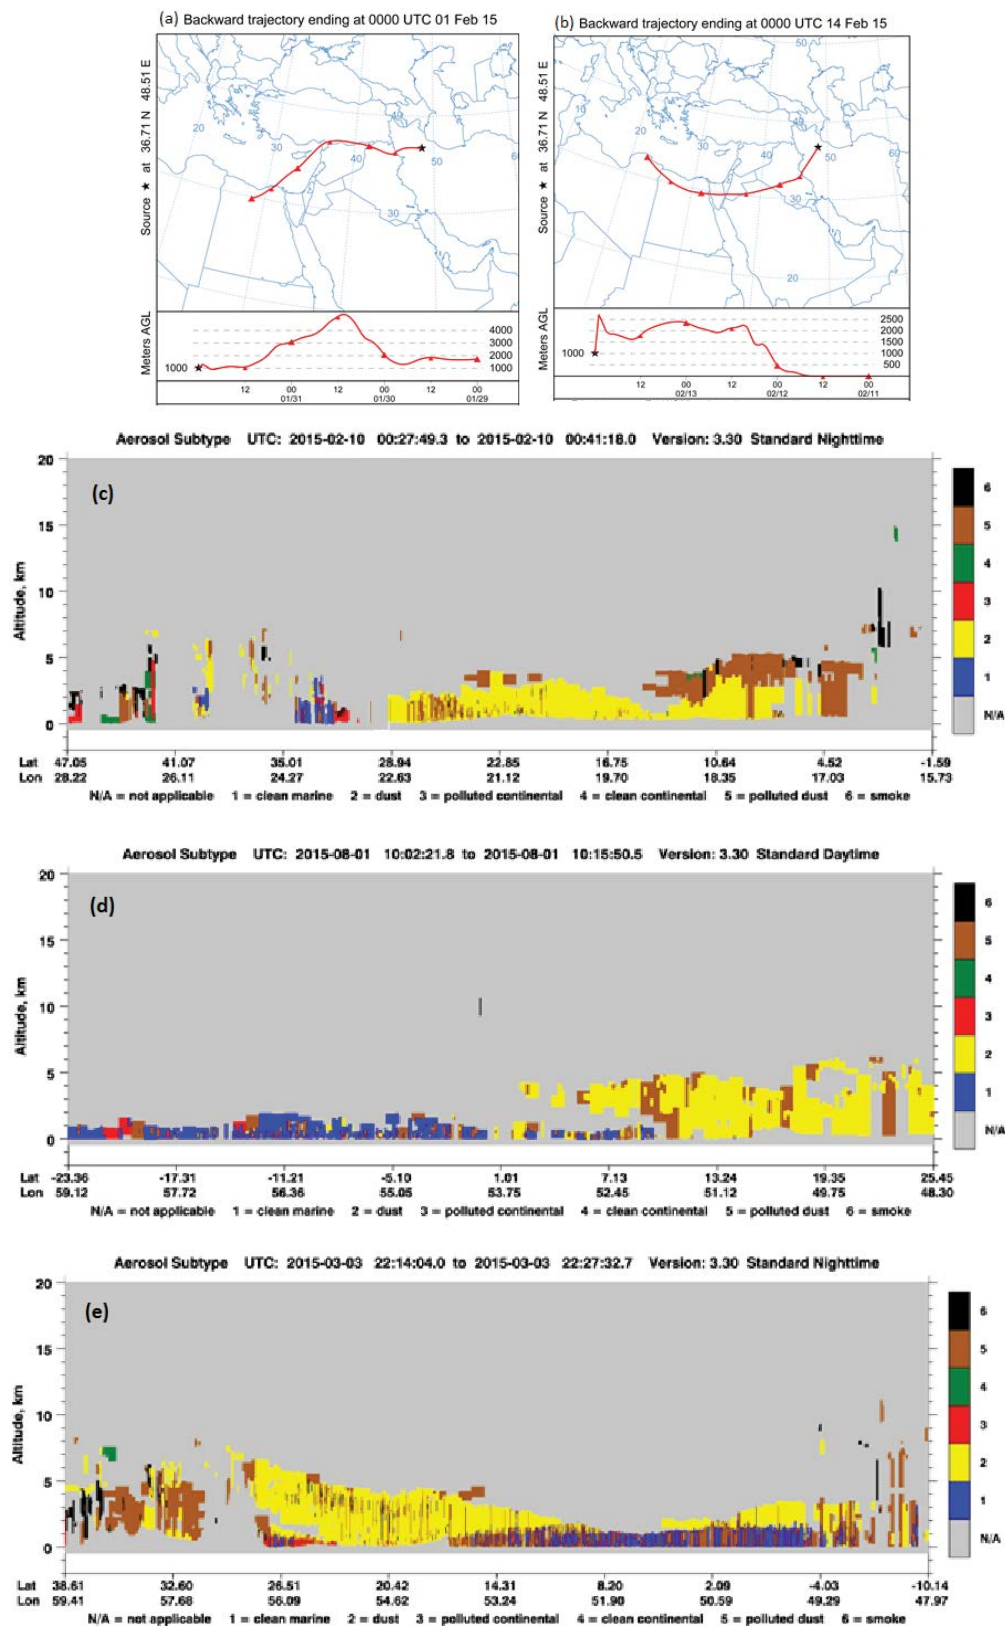 (a) Backward trajectory ending at 0000 UTC 01 Feb 15
(b) Backward trajectory ending at 0000 UTC 14 Feb 15
Source ★ at 36.71 N 48.51 E
20
30
40
50
60
30
Source ★ at 36.71 N 48.51 E
50
10
50
40
60
20
30
40
50
30
20
Meters AGL
1000
4000
3000
2000
1000
12 00 12 00 12 00
01/31 01/30 01/29
Meters AGL
1000
2500
2000
1500
1000
500
12 00 12 00 12 00
02/13 02/12 02/11
Aerosol Subtype UTC: 2015-02-10 00:27:49.3 to 2015-02-10 00:41:18.0 Version: 3.30 Standard Nighttime
(c)
Altitude, km
20
15
10
5
0
6
5
4
3
2
1
N/A
Lat 47.05 41.07 35.01 28.94 22.85 16.75 10.64 4.52 -1.59
Lon 28.22 26.11 24.27 22.63 21.12 19.70 18.35 17.03 15.73
N/A = not applicable 1 = clean marine 2 = dust 3 = polluted continental 4 = clean continental 5 = polluted dust 6 = smoke
Aerosol Subtype UTC: 2015-08-01 10:02:21.8 to 2015-08-01 10:15:50.5 Version: 3.30 Standard Daytime
(d)
Altitude, km
20
15
10
5
0
6
5
4
3
2
1
N/A
Lat -23.36 -17.31 -11.21 -5.10 1.01 7.13 13.24 19.35 25.45
Lon 59.12 57.72 56.36 55.05 53.75 52.45 51.12 49.75 48.30
N/A = not applicable 1 = clean marine 2 = dust 3 = polluted continental 4 = clean continental 5 = polluted dust 6 = smoke
Aerosol Subtype UTC: 2015-03-03 22:14:04.0 to 2015-03-03 22:27:32.7 Version: 3.30 Standard Nighttime
(e)
Altitude, km
20
15
10
5
0
6
5
4
3
2
1
N/A
Lat 38.61 32.60 26.51 20.42 14.31 8.20 2.09 -4.03 -10.14
Lon 59.41 57.68 56.09 54.62 53.24 51.90 50.59 49.29 47.97
N/A = not applicable 1 = clean marine 2 = dust 3 = polluted continental 4 = clean continental 5 = polluted dust 6 = smoke